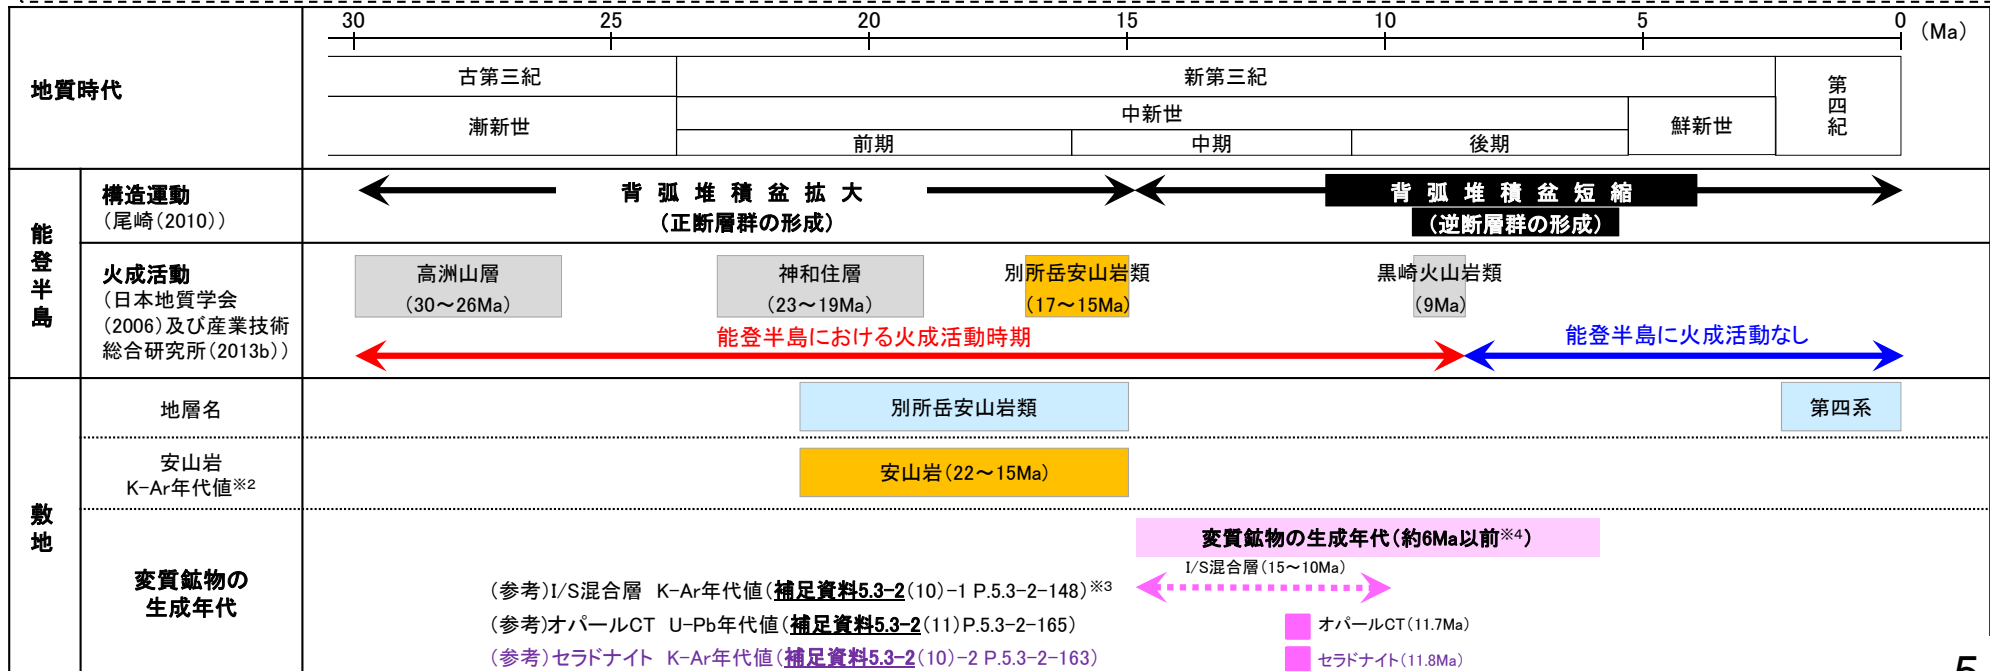 30 25 20 15 10 5 0 (Ma)
地質時代
古第三紀 新第三紀 第四紀
漸新世 中新世 鮮新世
前期 中期 後期
能登半島
構造運動
(尾崎(2010))
背弧堆積盆拡大
(正断層群の形成)
背弧堆積盆短縮
(逆断層群の形成)
火成活動
(日本地質学会
(2006)及び産業技術
総合研究所(2013b))
高洲山層
(30~26Ma)
神和住層
(23~19Ma)
別所岳安山岩類
(17~15Ma)
黒崎火山岩類
(9Ma)
能登半島における火成活動時期
能登半島に火成活動なし
敷地
地層名
別所岳安山岩類
第四系
安山岩
K-Ar年代値※2
安山岩(22~15Ma)
変質鉱物の
生成年代
変質鉱物の生成年代(約6Ma以前※4)
I/S混合層(15~10Ma)
(参考)I/S混合層 K-Ar年代値(補足資料5.3-2(10)-1 P.5.3-2-148)※3
(参考)オパールCT U-Pb年代値(補足資料5.3-2(11)P.5.3-2-165)
オパールCT(11.7Ma)
(参考)セラドナイト K-Ar年代値(補足資料5.3-2(10)-2 P.5.3-2-163)
セラドナイト(11.8Ma)